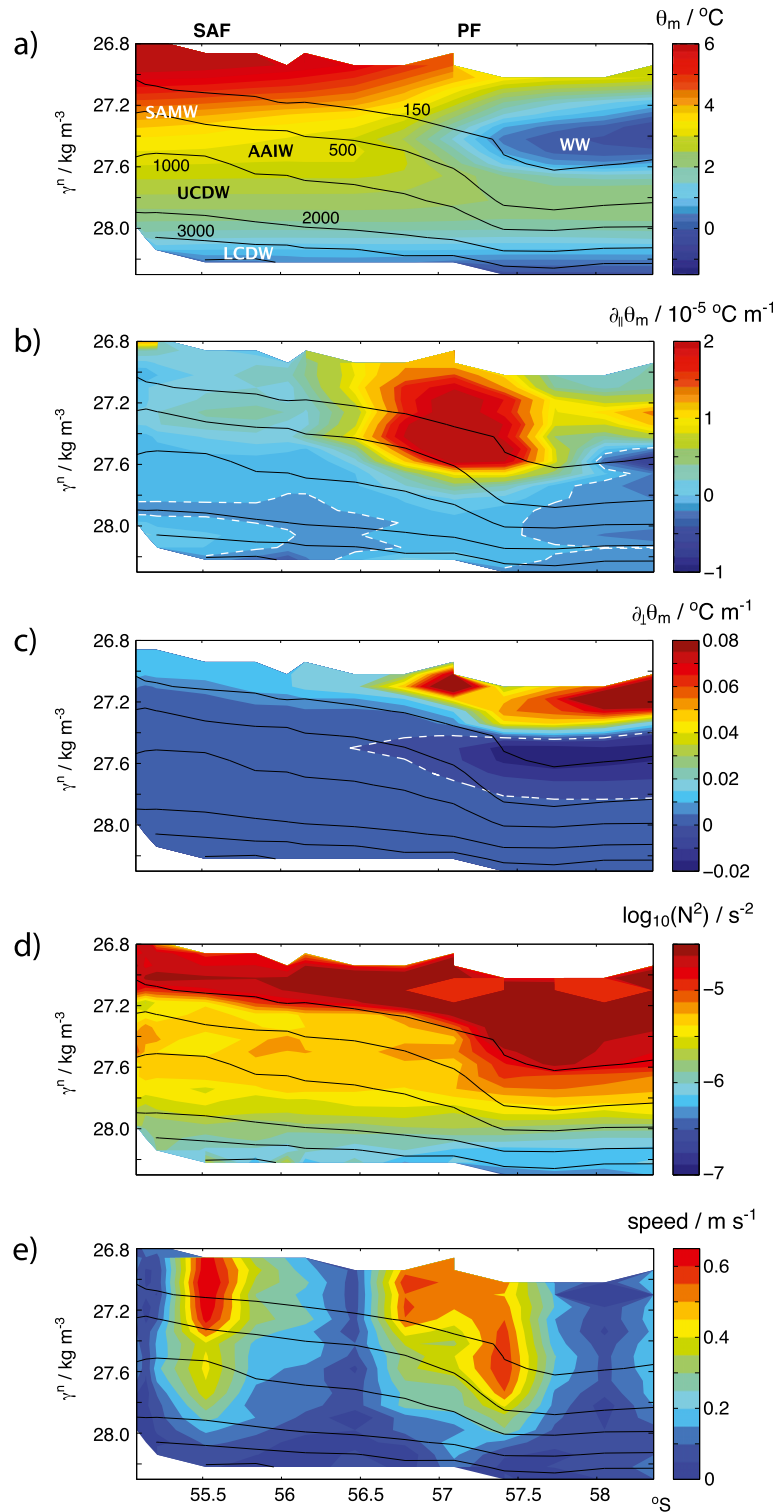 SAF PF
a)
θm / °C
26.8
27.2
27.6
28.0
γⁿ / kg m⁻³
SAMW
150
AAIW
500
WW
1000
UCDW
2000
3000
LCDW
6
4
2
0
b)
∂∥θm / 10⁻⁵ °C m⁻¹
26.8
27.2
27.6
28.0
γⁿ / kg m⁻³
2
1
0
−1
c)
∂⊥θm / °C m⁻¹
26.8
27.2
27.6
28.0
γⁿ / kg m⁻³
0.08
0.06
0.04
0.02
0
−0.02
d)
log₁₀(N²) / s⁻²
26.8
27.2
27.6
28.0
γⁿ / kg m⁻³
−5
−6
−7
e)
speed / m s⁻¹
26.8
27.2
27.6
28.0
γⁿ / kg m⁻³
0.6
0.4
0.2
0
55.5 56 56.5 57 57.5 58 °S